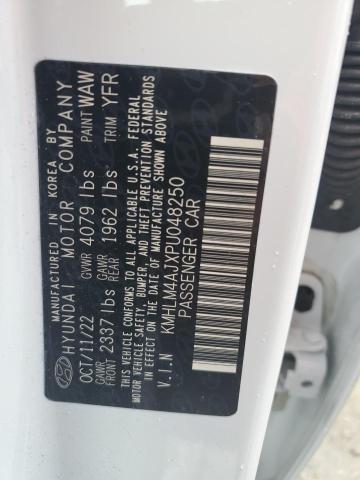 MANUFACTURED IN KOREA BY
HYUNDAI MOTOR COMPANY
OCT/11/22 GVWR 4079 lbs PAINT WAW
GAWR FRONT 2337 lbs GAWR REAR 1962 lbs TRIM YFR
THIS VEHICLE CONFORMS TO ALL APPLICABLE U.S.A. FEDERAL
MOTOR VEHICLE SAFETY, BUMPER, AND THEFT PREVENTION STANDARDS
IN EFFECT ON THE DATE OF MANUFACTURE SHOWN ABOVE
V.I.N KMHLM4AJXPU048250
PASSENGER CAR